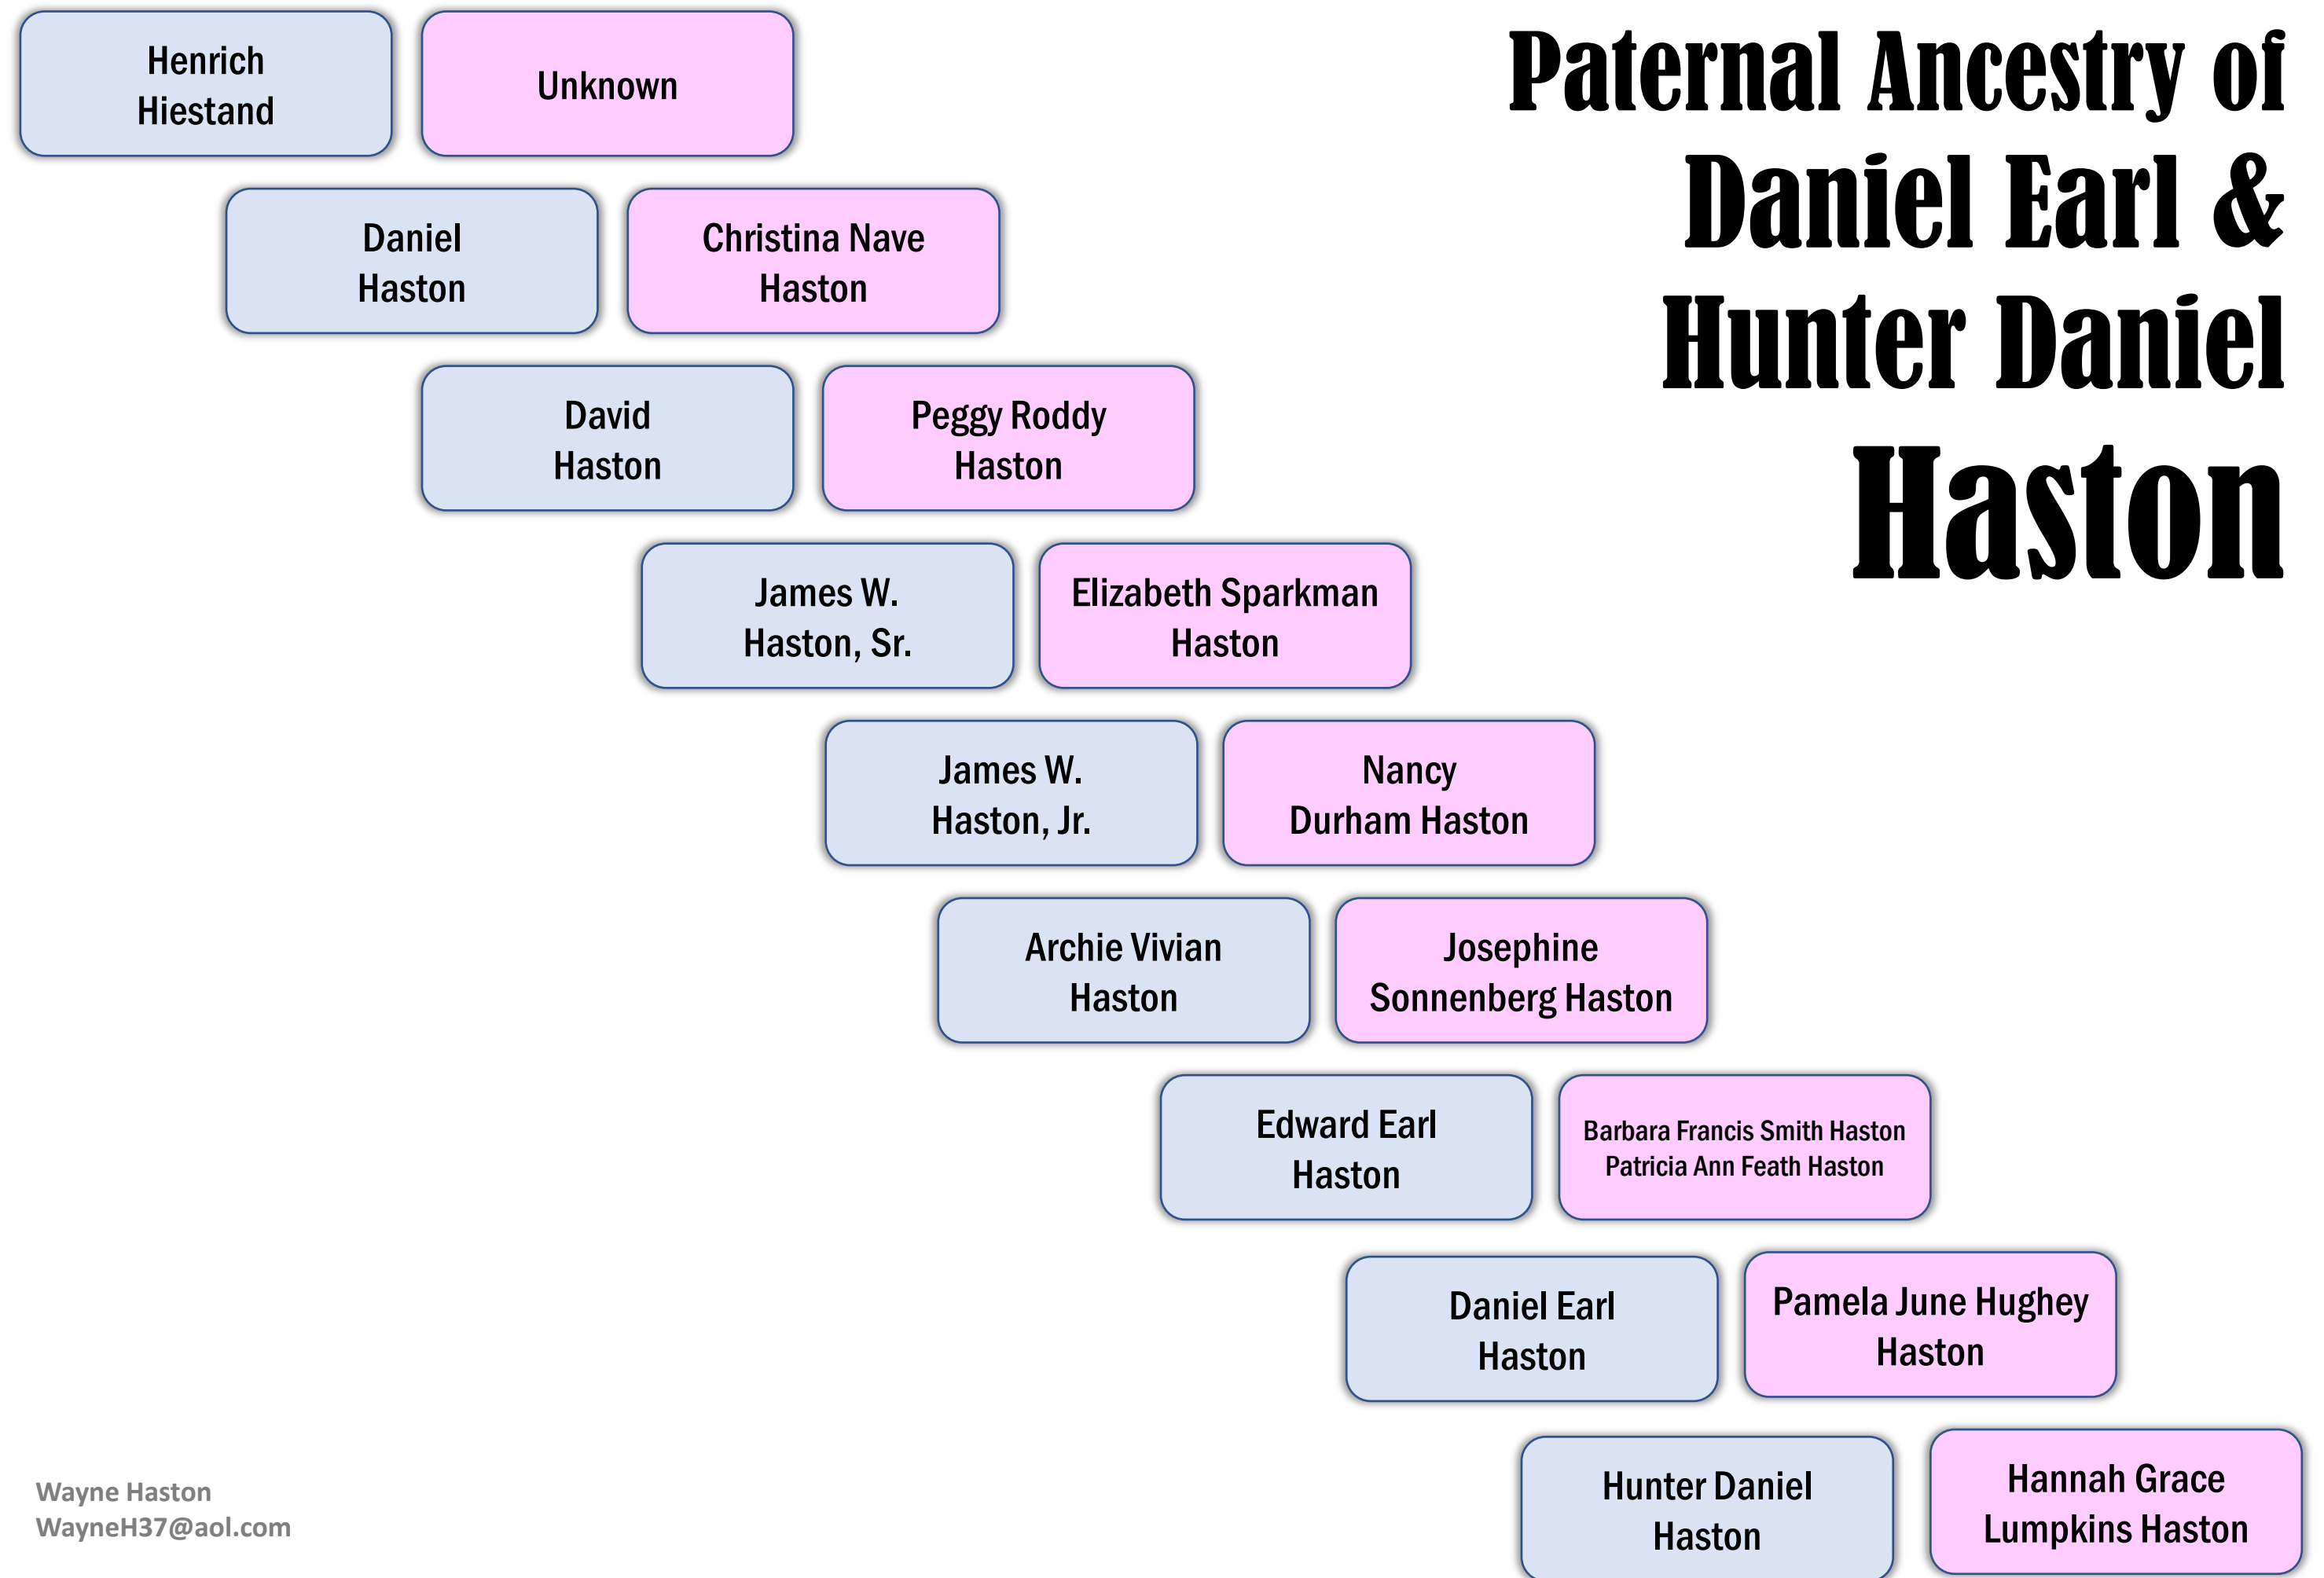 Paternal Ancestry of
Daniel Earl &
Hunter Daniel
Haston
Henrich
Hiestand
Unknown
Daniel
Haston
Christina Nave
Haston
David
Haston
Peggy Roddy
Haston
James W.
Haston, Sr.
Elizabeth Sparkman
Haston
James W.
Haston, Jr.
Nancy
Durham Haston
Archie Vivian
Haston
Josephine
Sonnenberg Haston
Edward Earl
Haston
Barbara Francis Smith Haston
Patricia Ann Feath Haston
Daniel Earl
Haston
Pamela June Hughey
Haston
Hunter Daniel
Haston
Hannah Grace
Lumpkins Haston
Wayne Haston
WayneH37@aol.com